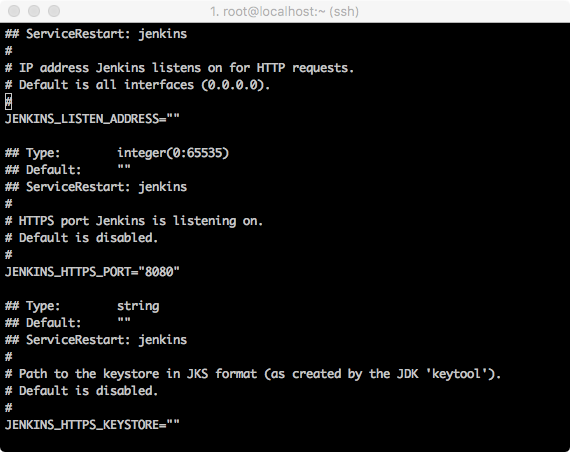 1. root@localhost:~ (ssh)
## ServiceRestart: jenkins
#
# IP address Jenkins listens on for HTTP requests.
# Default is all interfaces (0.0.0.0).
#
JENKINS_LISTEN_ADDRESS=""
## Type:        integer(0:65535)
## Default:     ""
## ServiceRestart: jenkins
#
# HTTPS port Jenkins is listening on.
# Default is disabled.
#
JENKINS_HTTPS_PORT="8080"
## Type:        string
## Default:     ""
## ServiceRestart: jenkins
#
# Path to the keystore in JKS format (as created by the JDK 'keytool').
# Default is disabled.
#
JENKINS_HTTPS_KEYSTORE=""